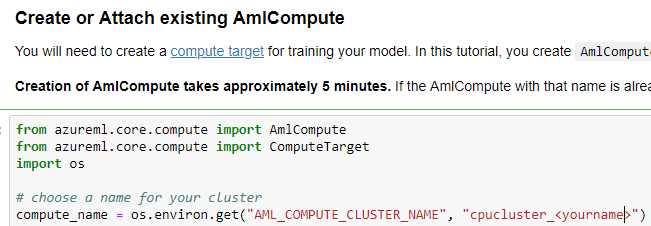 Create or Attach existing AmlCompute
You will need to create a compute target for training your model. In this tutorial, you create
Creation of AmlCompute takes approximately 5 minutes. If the AmlCompute with that name is
from azureml.core.compute import AmlCompute
from azureml.core.compute import ComputeTarget
import os
# choose a name for your cluster
compute_name = os.environ.get("AML_COMPUTE_CLUSTER_NAME", "cpucluster_<yourname>")